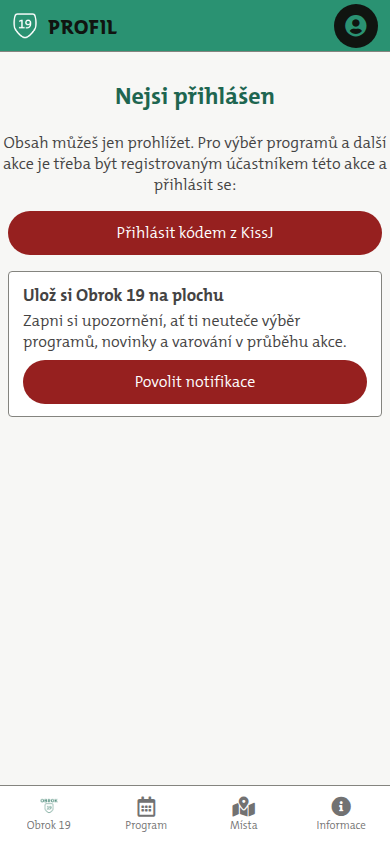 19 PROFIL
Nejsi přihlášen
Obsah můžeš jen prohlížet. Pro výběr programů a další
akce je třeba být registrovaným účastníkem této akce a
přihlásit se:
Přihlásit kódem z KissJ
Ulož si Obrok 19 na plochu
Zapni si upozornění, ať ti neuteče výběr
programů, novinky a varování v průběhu akce.
Povolit notifikace
OBROK
19
Obrok 19 Program Místa Informace